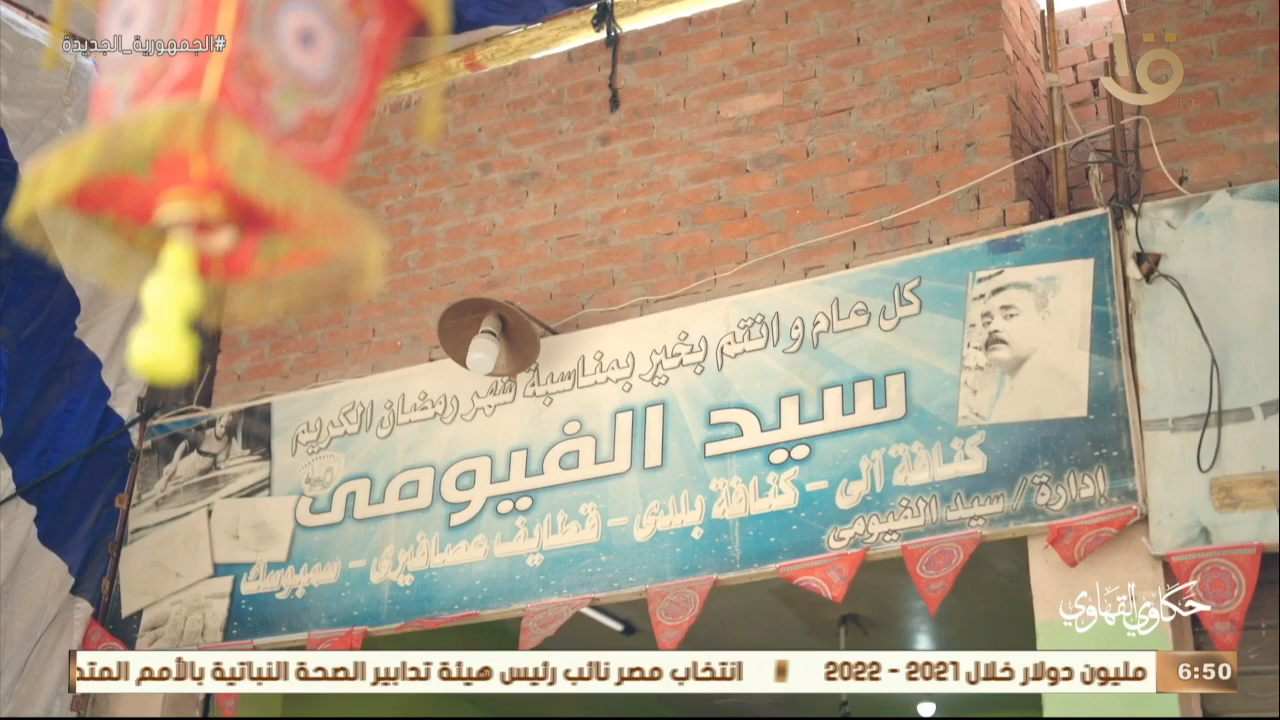 #الجمهورية_الجديدة
كل عام و انتم بخير بمناسبة شهر رمضان الكريم
سيد الفيومى
كنافة آلى - كنافة بلدى - قطايف عصافيرى - سمبوسك
إدارة / سيد الفيومى
حكاوي القهاوي
6:50
مليون دولار خلال 2021 - 2022 انتخاب مصر نائب رئيس هيئة تدابير الصحة النباتية بالأمم